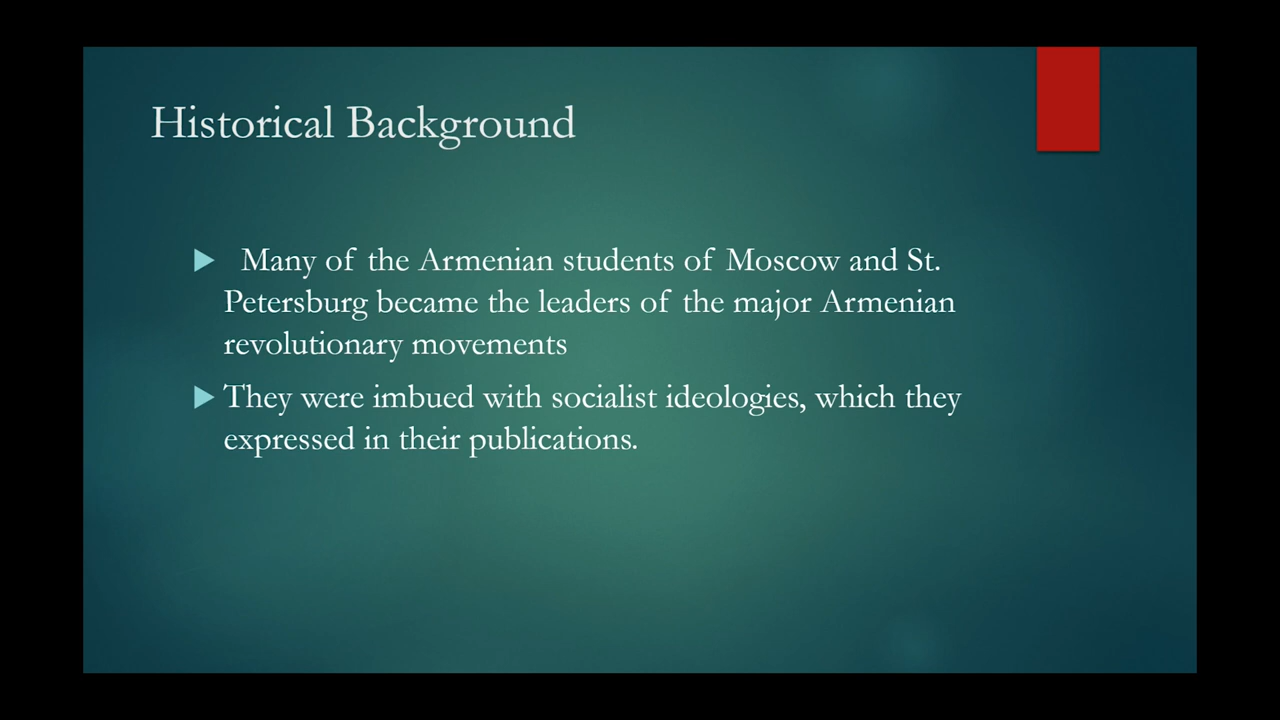 Historical Background
Many of the Armenian students of Moscow and St.
Petersburg became the leaders of the major Armenian
revolutionary movements
They were imbued with socialist ideologies, which they
expressed in their publications.